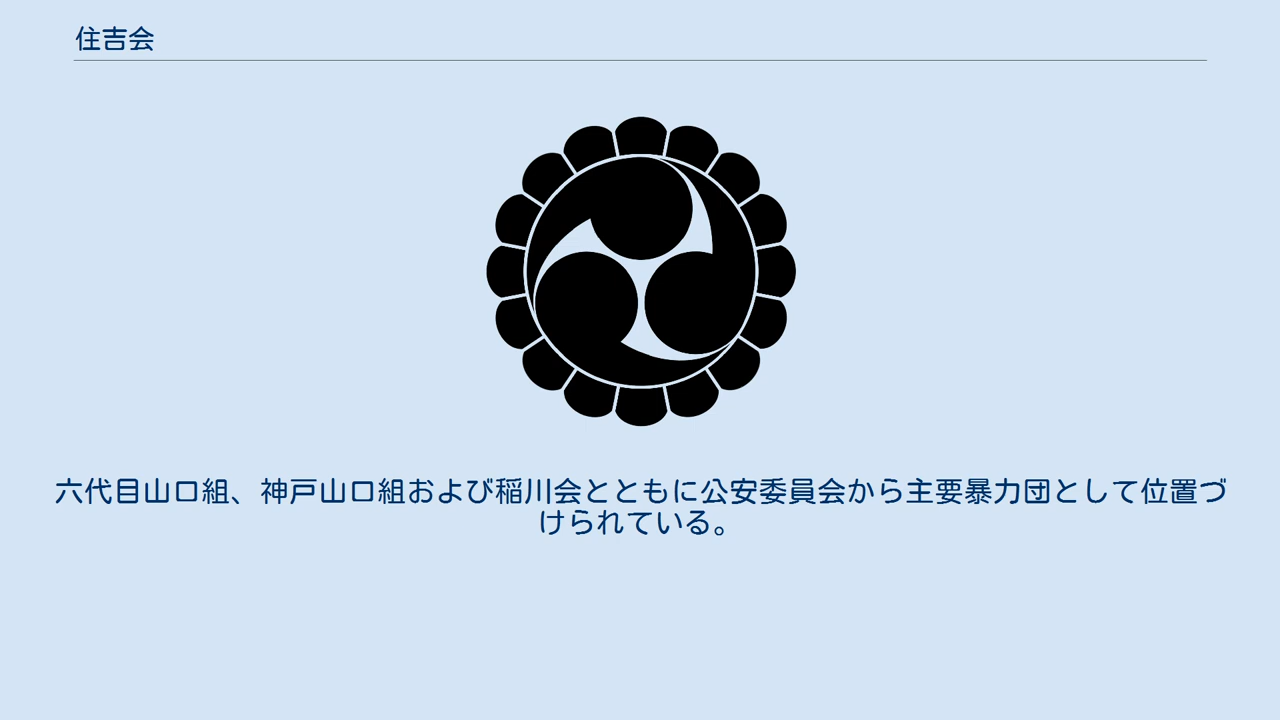 住吉会
六代目山口組、神戸山口組および稲川会とともに公安委員会から主要暴力団として位置づ
けられている。